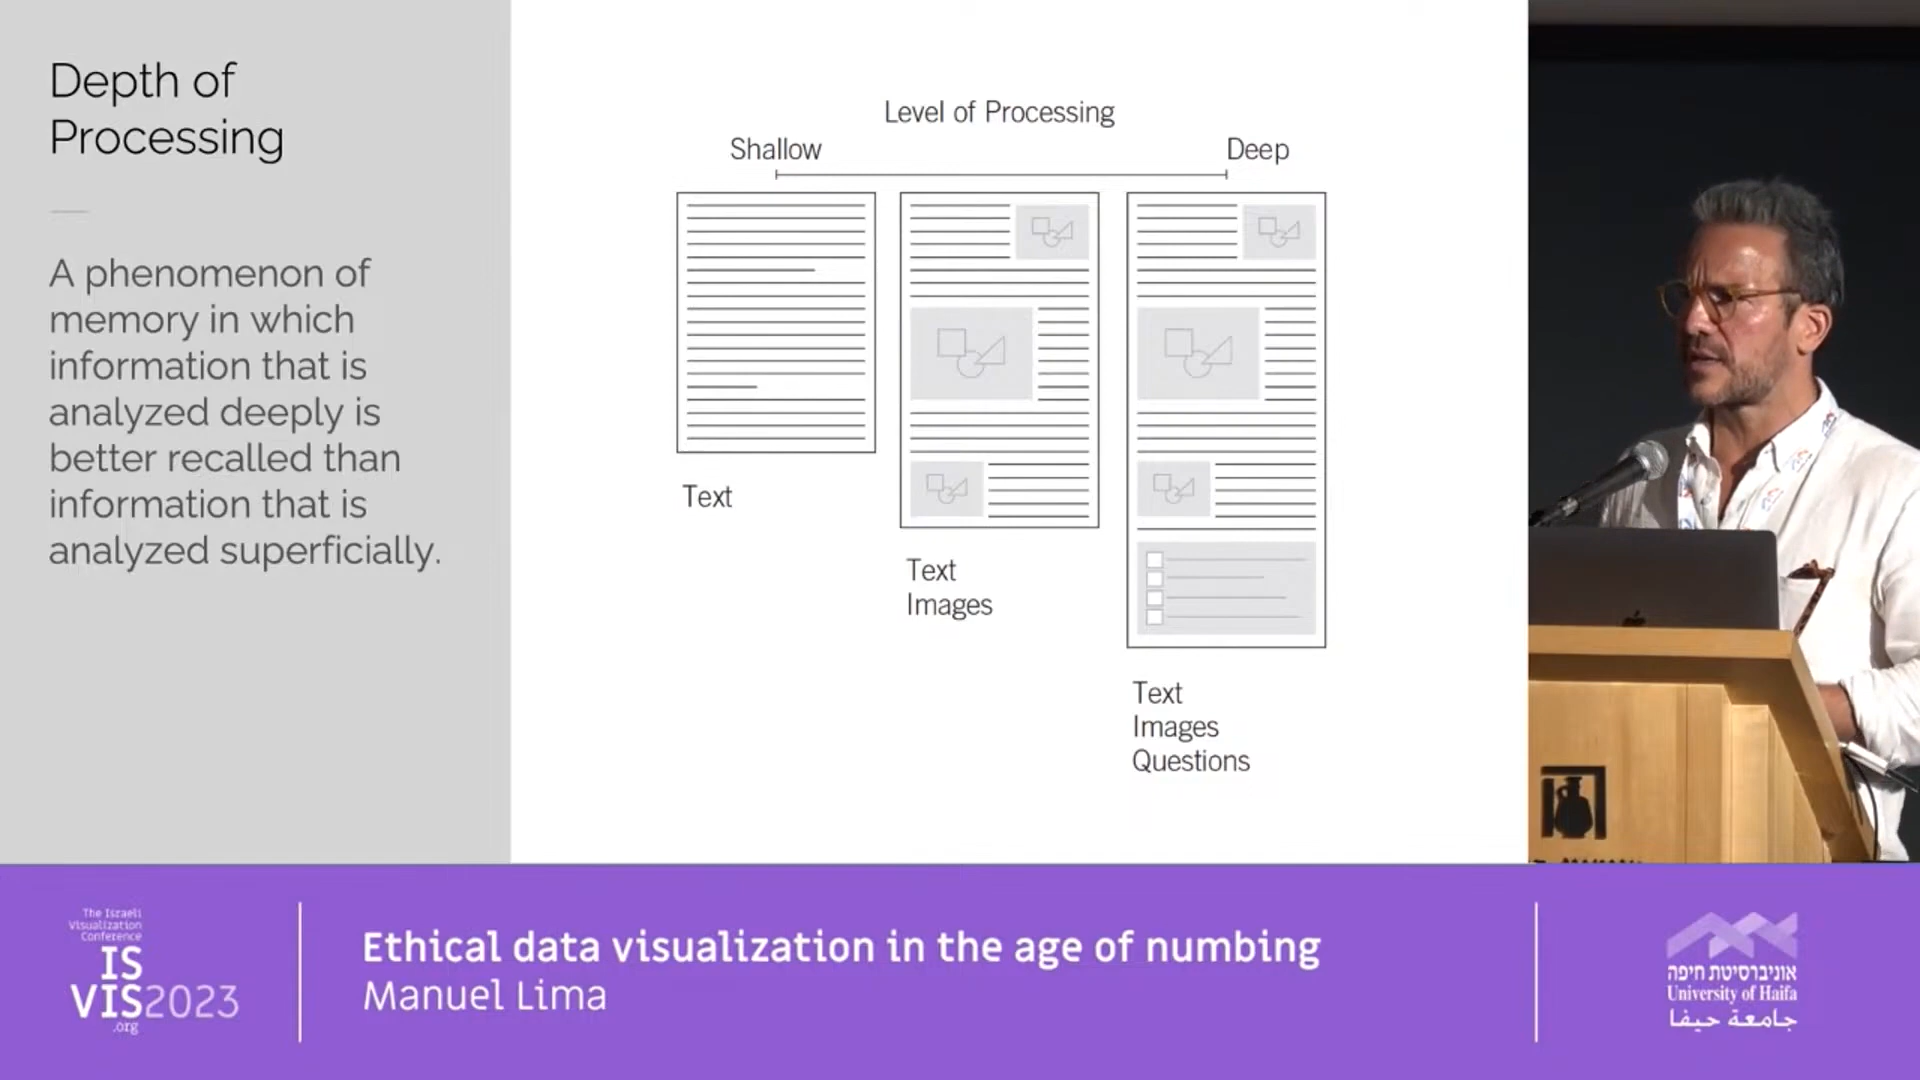 Depth of
Processing
A phenomenon of
memory in which
information that is
analyzed deeply is
better recalled than
information that is
analyzed superficially.
Level of Processing
Shallow
Deep
Text
Text
Images
Text
Images
Questions
The Israeli
Visualization
Conference
IS
VIS2023
.org
Ethical data visualization in the age of numbing
Manuel Lima
אוניברסיטת חיפה
University of Haifa
جامعة حيفا